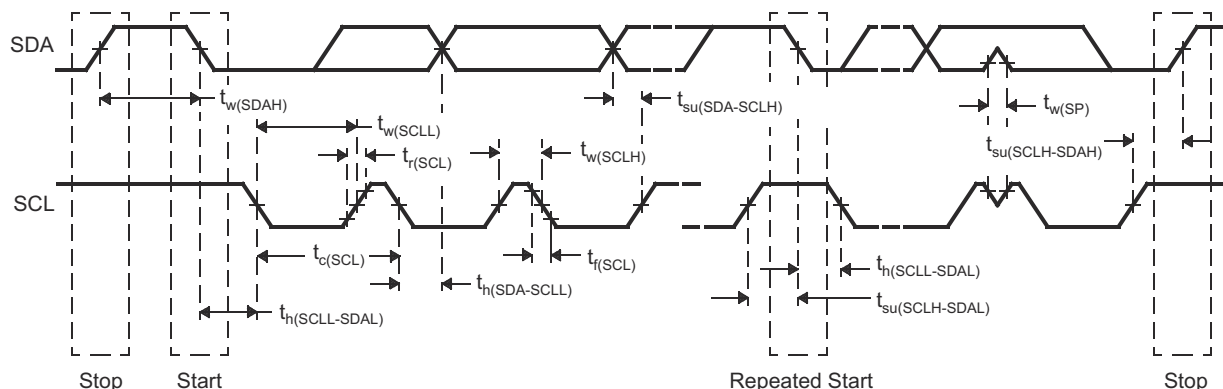 SDA
t_w(SDAH)
t_su(SDA-SCLH)
t_w(SP)
t_w(SCLL)
t_r(SCL)
t_w(SCLH)
t_su(SCLH-SDAH)
SCL
t_c(SCL)
t_f(SCL)
t_h(SCLL-SDAL)
t_h(SDA-SCLL)
t_su(SCLH-SDAL)
t_h(SCLL-SDAL)
Stop Start Repeated Start Stop